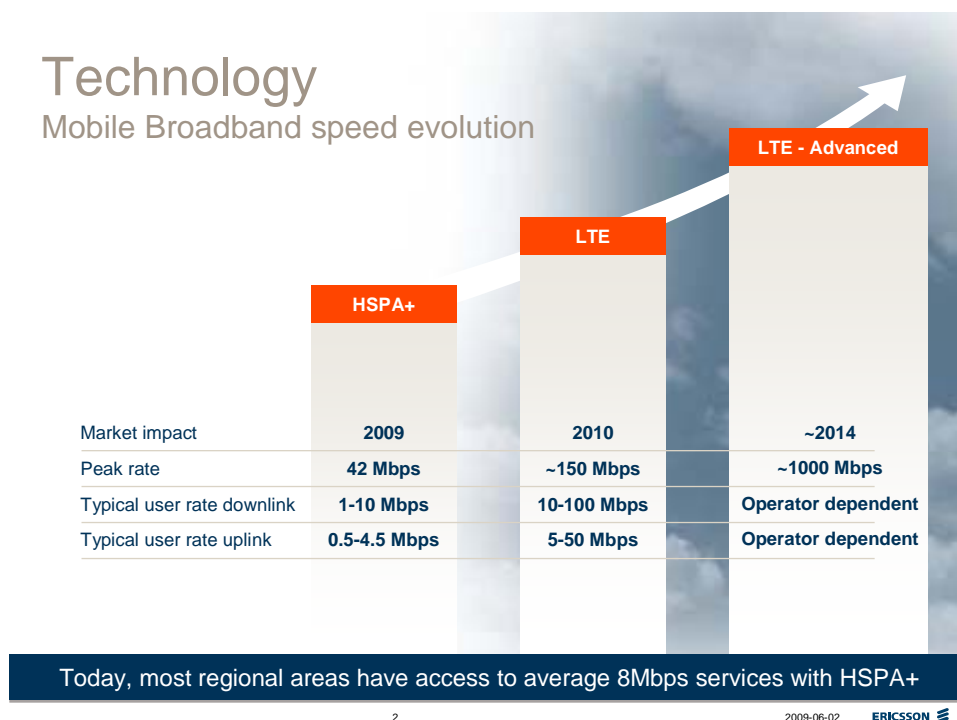 Technology
Mobile Broadband speed evolution
LTE - Advanced
LTE
HSPA+
Market impact 2009 2010 ~2014
Peak rate 42 Mbps ~150 Mbps ~1000 Mbps
Typical user rate downlink 1-10 Mbps 10-100 Mbps Operator dependent
Typical user rate uplink 0.5-4.5 Mbps 5-50 Mbps Operator dependent
Today, most regional areas have access to average 8Mbps services with HSPA+
2 2009-06-02 ERICSSON